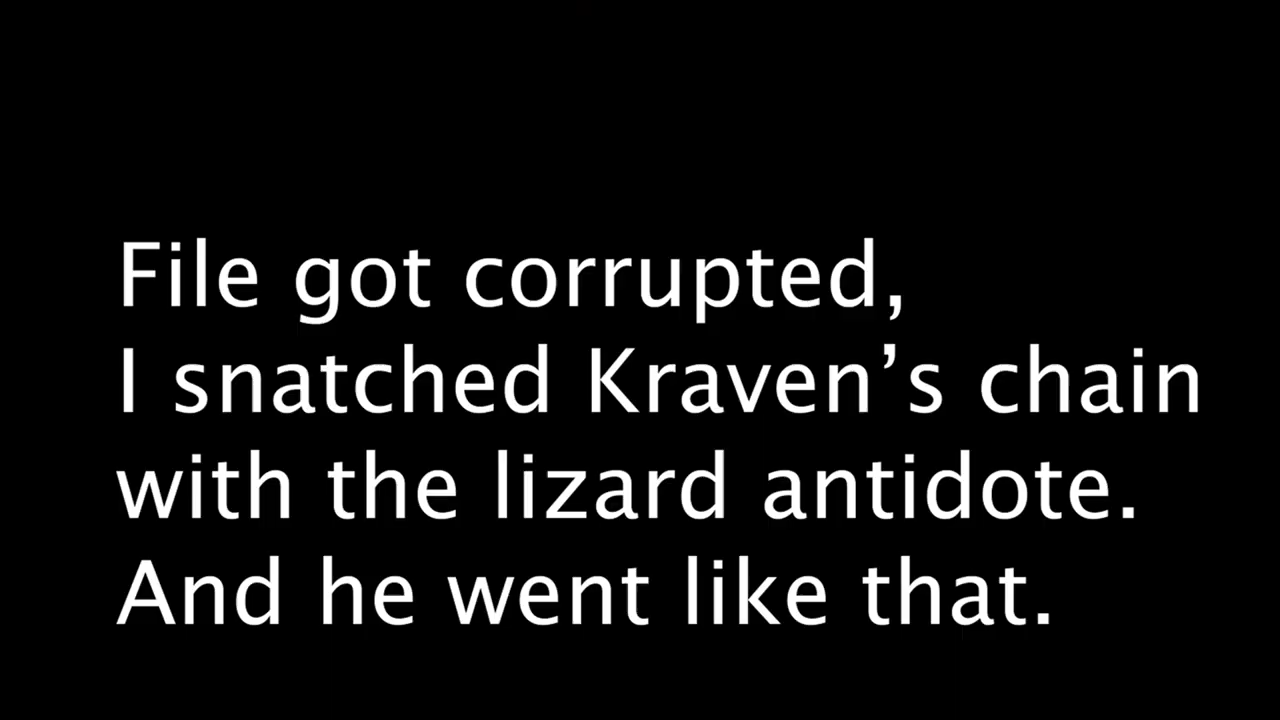 File got corrupted,
I snatched Kraven’s chain
with the lizard antidote.
And he went like that.